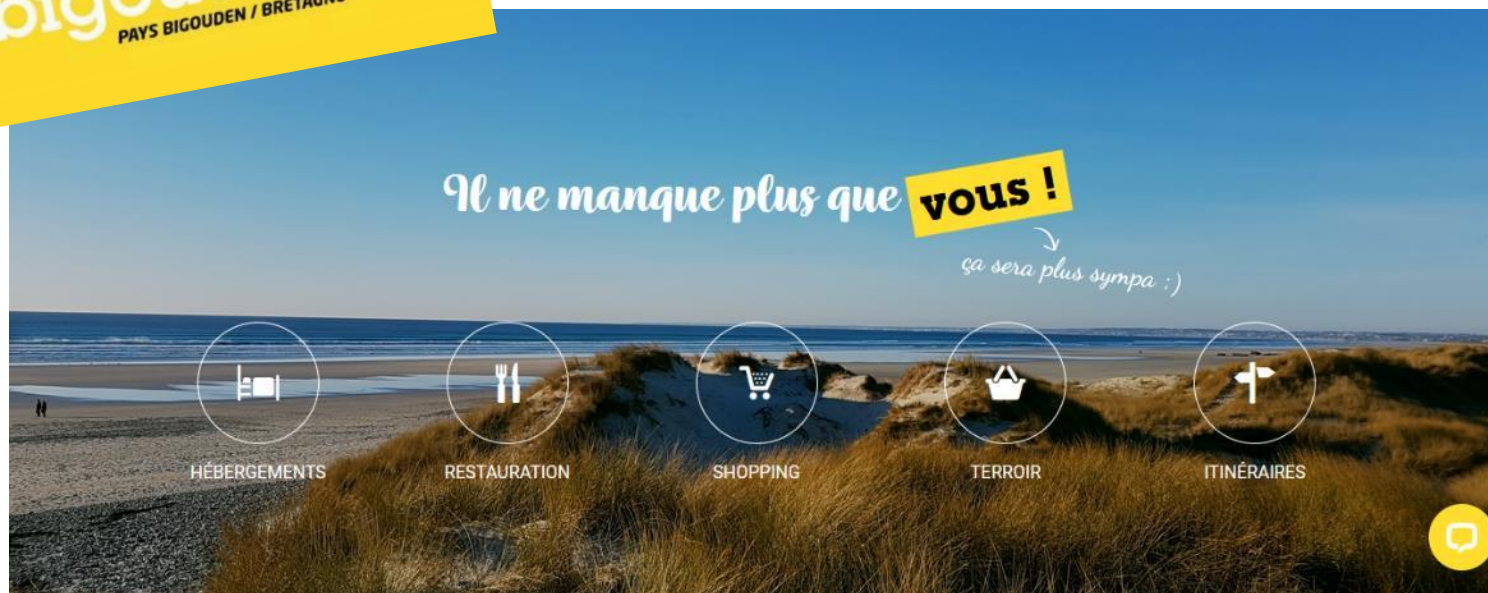 PAYS BIGOUDEN / BRETAGNE
Il ne manque plus que vous !
ça sera plus sympa :)
HÉBERGEMENTS
RESTAURATION
SHOPPING
TERROIR
ITINÉRAIRES